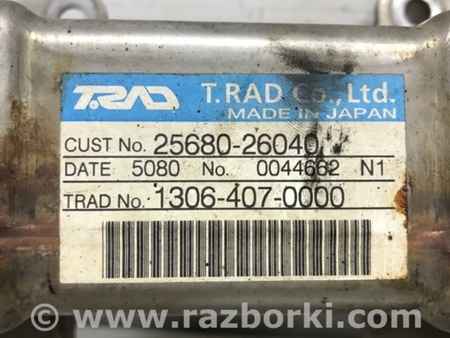 T.RAD T.RAD Co., Ltd.
MADE IN JAPAN
CUST No. 25680-26040
DATE 5080 No. 0044662 N1
TRAD No. 1306-407-0000
www.razborki.com